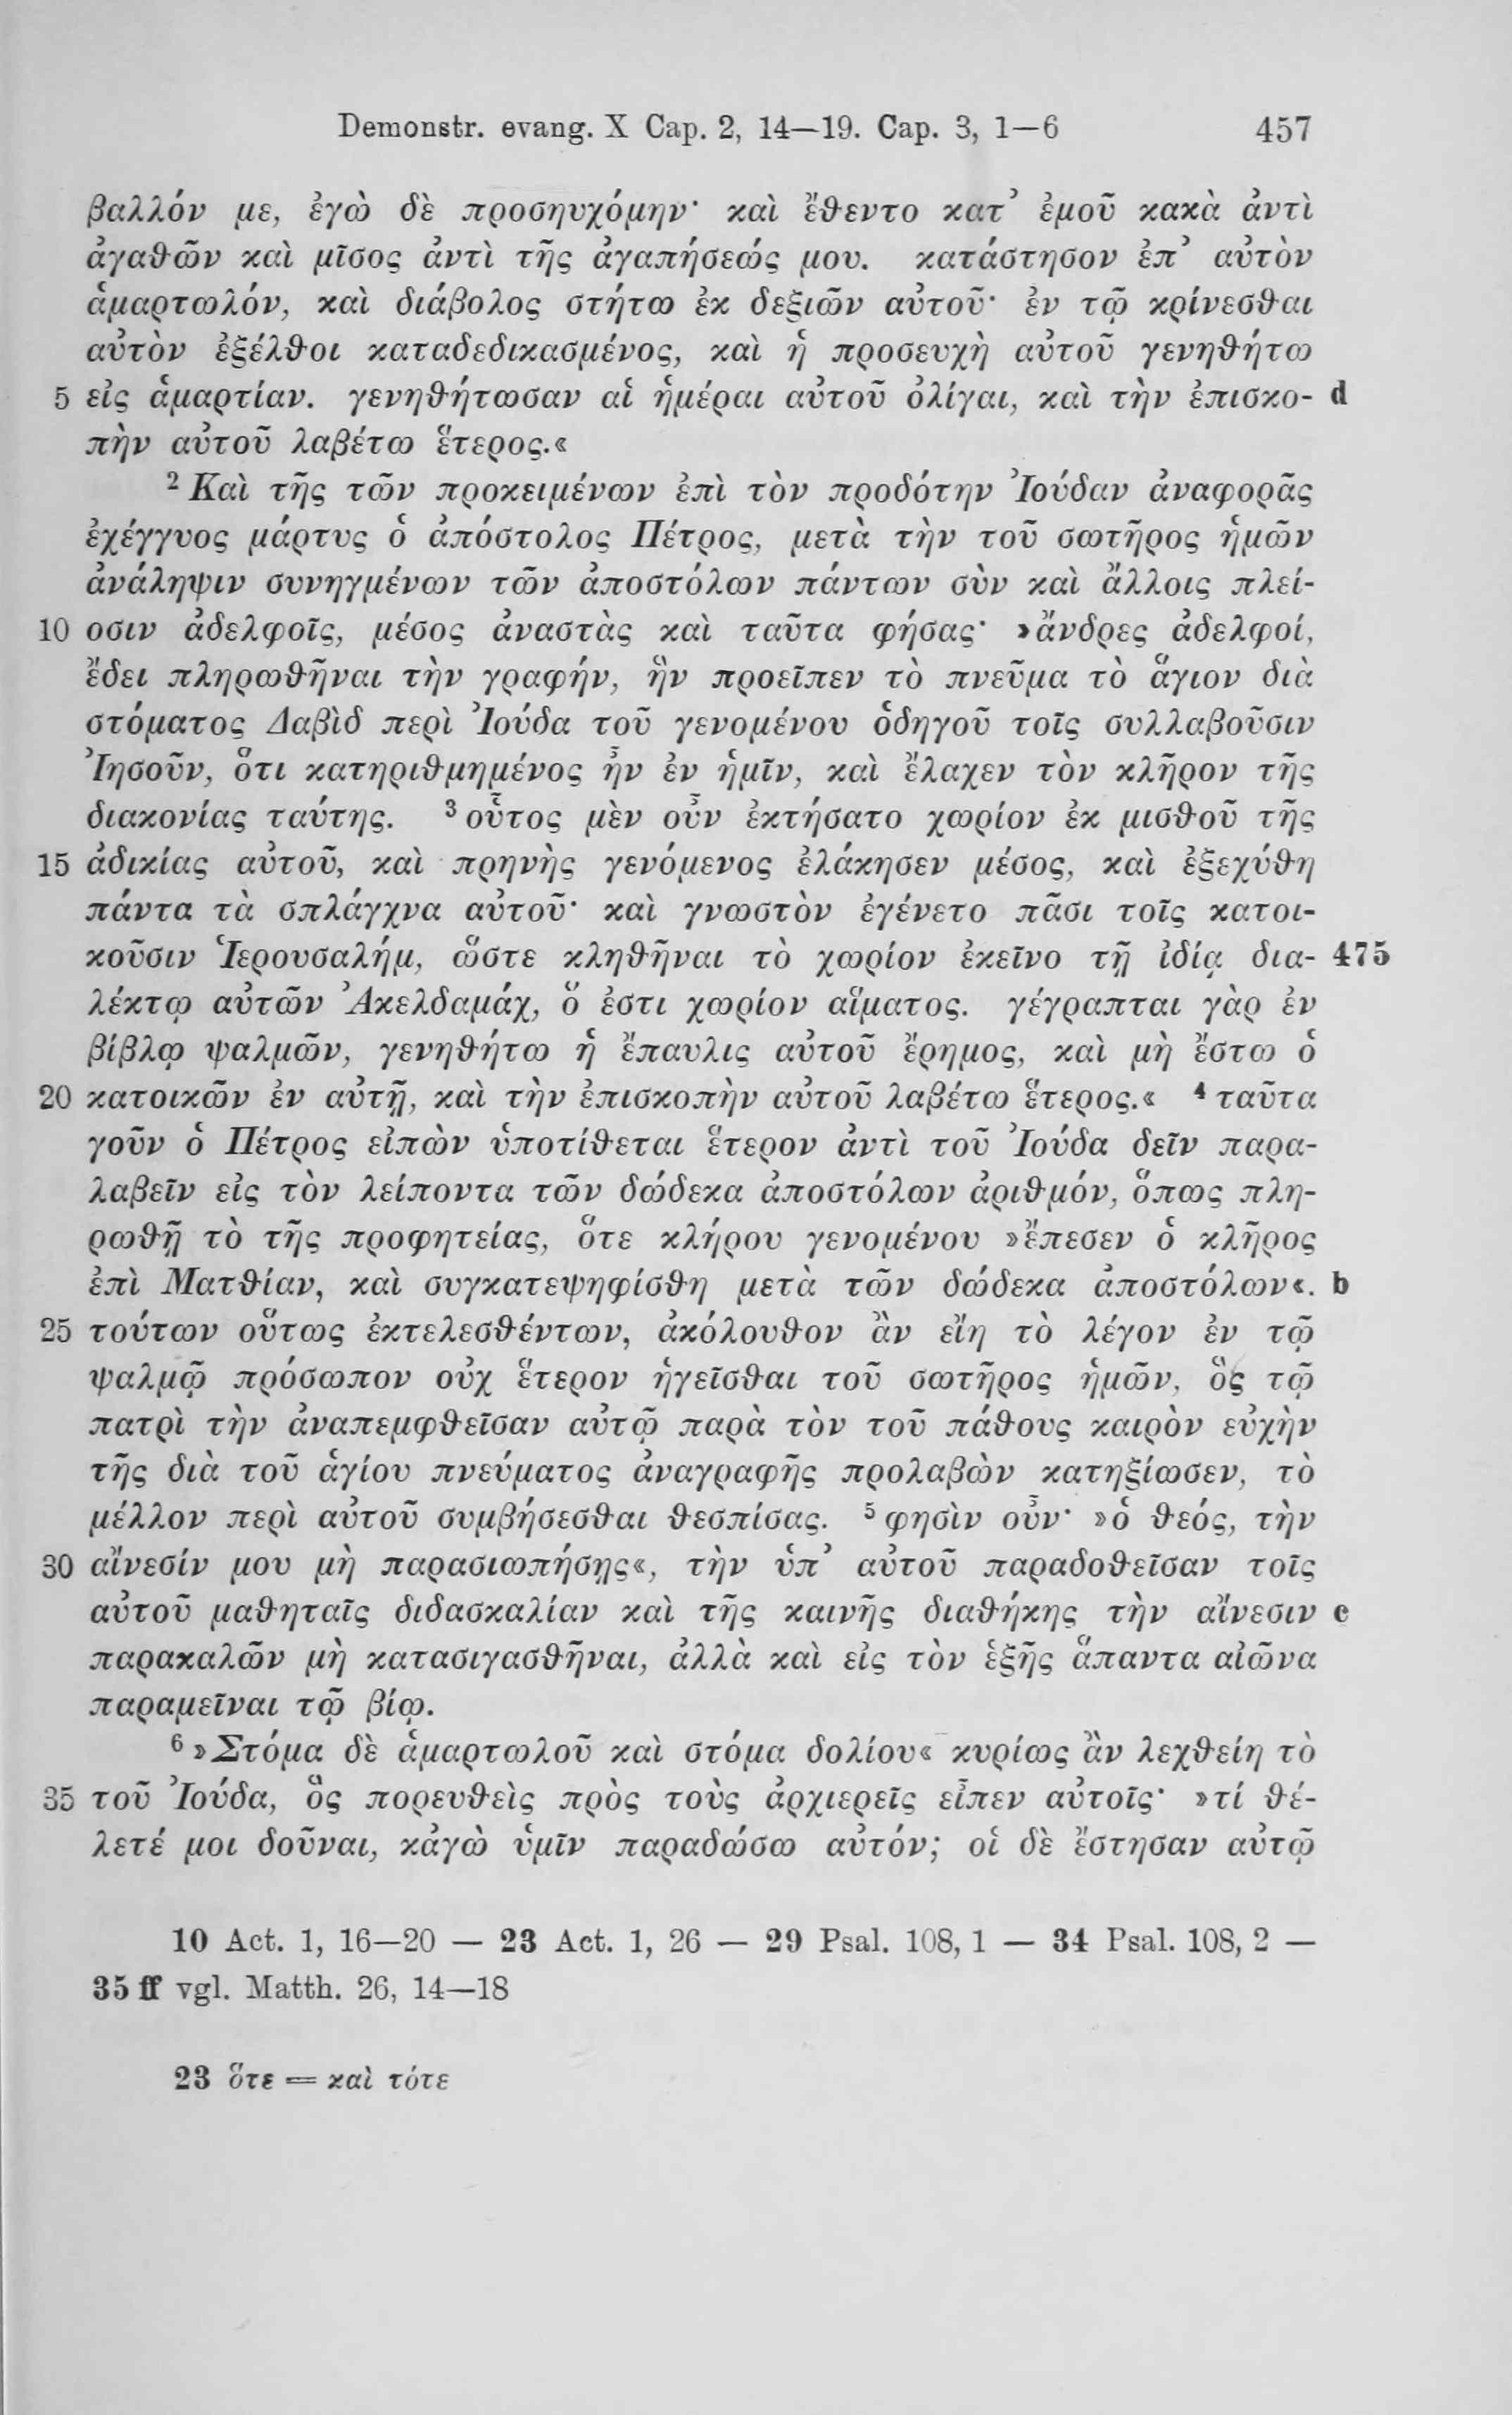 Demonstr. evang. X Cap. 2, 14—19. Cap. 3, 1—6 457
βαλλόν με, ἐγὼ δὲ προσηυχόμην· καὶ ἔθεντο κατ’ ἐμοῦ κακὰ ἀντὶ
ἀγαθῶν καὶ μῖσος ἀντὶ τῆς ἀγαπήσεώς μου. κατάστησον ἐπ’ αὐτὸν
ἁμαρτωλόν, καὶ διάβολος στήτω ἐκ δεξιῶν αὐτοῦ· ἐν τῷ κρίνεσθαι
αὐτὸν ἐξέλθοι καταδεδικασμένος, καὶ ἡ προσευχὴ αὐτοῦ γενηθήτω
5 εἰς ἁμαρτίαν. γενηθήτωσαν αἱ ἡμέραι αὐτοῦ ὀλίγαι, καὶ τὴν ἐπισκο- d
πὴν αὐτοῦ λαβέτω ἕτερος.«
² Καὶ τῆς τῶν προκειμένων ἐπὶ τὸν προδότην Ἰούδαν ἀναφορᾶς
ἐχέγγυος μάρτυς ὁ ἀπόστολος Πέτρος, μετὰ τὴν τοῦ σωτῆρος ἡμῶν
ἀνάληψιν συνηγμένων τῶν ἀποστόλων πάντων σὺν καὶ ἄλλοις πλεί-
10 οσιν ἀδελφοῖς, μέσος ἀναστὰς καὶ ταῦτα φήσας· »ἄνδρες ἀδελφοί,
ἔδει πληρωθῆναι τὴν γραφήν, ἣν προεῖπεν τὸ πνεῦμα τὸ ἅγιον διὰ
στόματος Δαβὶδ περὶ Ἰούδα τοῦ γενομένου ὁδηγοῦ τοῖς συλλαβοῦσιν
Ἰησοῦν, ὅτι κατηριθμημένος ἦν ἐν ἡμῖν, καὶ ἔλαχεν τὸν κλῆρον τῆς
διακονίας ταύτης. ³ οὗτος μὲν οὖν ἐκτήσατο χωρίον ἐκ μισθοῦ τῆς
15 ἀδικίας αὐτοῦ, καὶ πρηνὴς γενόμενος ἐλάκησεν μέσος, καὶ ἐξεχύθη
πάντα τὰ σπλάγχνα αὐτοῦ· καὶ γνωστὸν ἐγένετο πᾶσι τοῖς κατοι-
κοῦσιν Ἱερουσαλήμ, ὥστε κληθῆναι τὸ χωρίον ἐκεῖνο τῇ ἰδίᾳ δια- 475
λέκτῳ αὐτῶν Ἀκελδαμάχ, ὅ ἐστι χωρίον αἵματος. γέγραπται γὰρ ἐν
βίβλῳ ψαλμῶν, γενηθήτω ἡ ἔπαυλις αὐτοῦ ἔρημος, καὶ μὴ ἔστω ὁ
20 κατοικῶν ἐν αὐτῇ, καὶ τὴν ἐπισκοπὴν αὐτοῦ λαβέτω ἕτερος.« ⁴ ταῦτα
γοῦν ὁ Πέτρος εἰπὼν ὑποτίθεται ἕτερον ἀντὶ τοῦ Ἰούδα δεῖν παρα-
λαβεῖν εἰς τὸν λείποντα τῶν δώδεκα ἀποστόλων ἀριθμόν, ὅπως πλη-
ρωθῇ τὸ τῆς προφητείας, ὅτε κλήρου γενομένου »ἔπεσεν ὁ κλῆρος
ἐπὶ Ματθίαν, καὶ συγκατεψηφίσθη μετὰ τῶν δώδεκα ἀποστόλων«. b
25 τούτων οὕτως ἐκτελεσθέντων, ἀκόλουθον ἂν εἴη τὸ λέγον ἐν τῷ
ψαλμῷ πρόσωπον οὐχ ἕτερον ἡγεῖσθαι τοῦ σωτῆρος ἡμῶν, ὃς τῷ
πατρὶ τὴν ἀναπεμφθεῖσαν αὐτῷ παρὰ τὸν τοῦ πάθους καιρὸν εὐχὴν
τῆς διὰ τοῦ ἁγίου πνεύματος ἀναγραφῆς προλαβὼν κατηξίωσεν, τὸ
μέλλον περὶ αὐτοῦ συμβήσεσθαι θεσπίσας. ⁵ φησὶν οὖν· »ὁ θεός, τὴν
30 αἴνεσίν μου μὴ παρασιωπήσῃς«, τὴν ὑπ’ αὐτοῦ παραδοθεῖσαν τοῖς
αὐτοῦ μαθηταῖς διδασκαλίαν καὶ τῆς καινῆς διαθήκης τὴν αἴνεσιν c
παρακαλῶν μὴ κατασιγασθῆναι, ἀλλὰ καὶ εἰς τὸν ἑξῆς ἅπαντα αἰῶνα
παραμεῖναι τῷ βίῳ.
⁶ »Στόμα δὲ ἁμαρτωλοῦ καὶ στόμα δολίου« κυρίως ἂν λεχθείη τὸ
35 τοῦ Ἰούδα, ὃς πορευθεὶς πρὸς τοὺς ἀρχιερεῖς εἶπεν αὐτοῖς· »τί θέ-
λετέ μοι δοῦναι, κἀγὼ ὑμῖν παραδώσω αὐτόν; οἱ δὲ ἔστησαν αὐτῷ
10 Act. 1, 16—20 — 23 Act. 1, 26 — 29 Psal. 108, 1 — 34 Psal. 108, 2 —
35 ff vgl. Matth. 26, 14—18
23 ὅτε = καὶ τότε